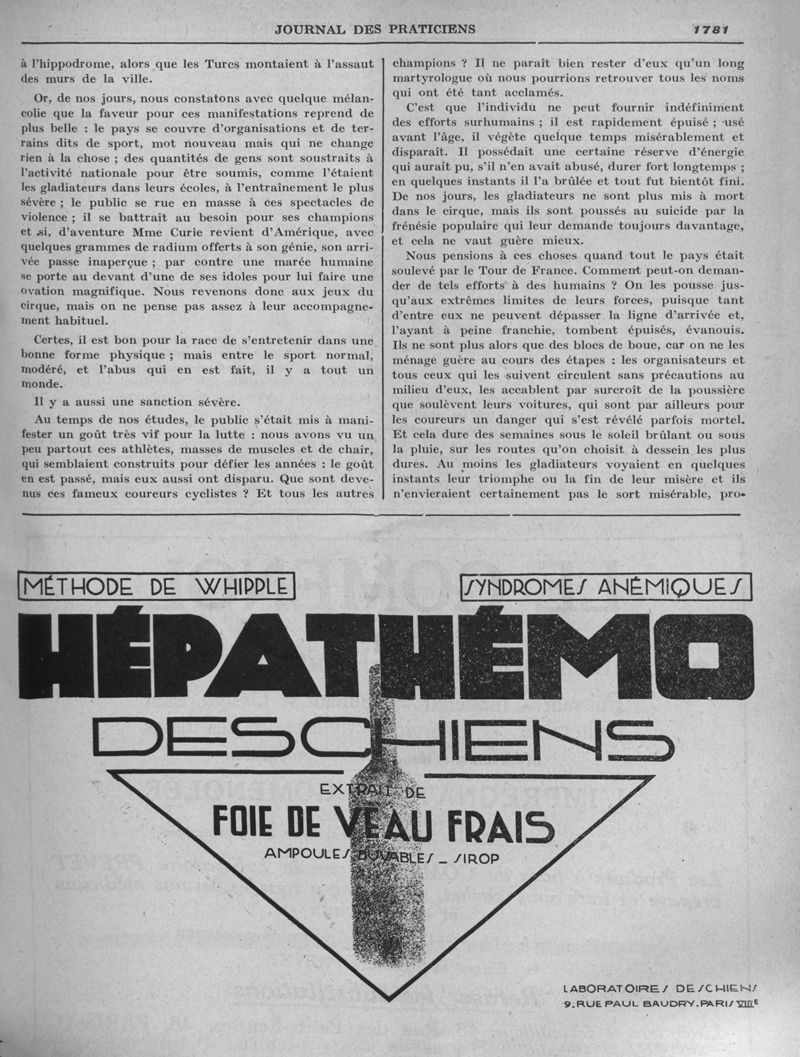 JOURNAL DES PRATICIENS
1781
à l'hippodrome, alors que les Turcs montaient à l'assaut
des murs de la ville.
Or, de nos jours, nous constatons avec quelque mélan-
colie que la faveur pour ces manifestations reprend de
plus belle : le pays se couvre d'organisations et de ter-
rains dits de sport, mot nouveau mais qui ne change
rien à la chose ; des quantités de gens sont soustraits à
l'activité nationale pour être soumis, comme l'étaient
les gladiateurs dans leurs écoles, à l'entraînement le plus
sévère ; le public se rue en masse à ces spectacles de
violence ; il se battrait au besoin pour ses champions
et si, d'aventure Mme Curie revient d'Amérique, avec
quelques grammes de radium offerts à son génie, son arri-
vée passe inaperçue ; par contre une marée humaine
se porte au devant d'une de ses idoles pour lui faire une
ovation magnifique. Nous revenons donc aux jeux du
cirque, mais on ne pense pas assez à leur accompagne-
ment habituel.
Certes, il est bon pour la race de s'entretenir dans une
bonne forme physique ; mais entre le sport normal,
modéré, et l'abus qui en est fait, il y a tout un
monde.
Il y a aussi une sanction sévère.
Au temps de nos études, le public s'était mis à mani-
fester un goût très vif pour la lutte : nous avons vu un
peu partout ces athlètes, masses de muscles et de chair,
qui semblaient construits pour défier les années : le goût
en est passé, mais eux aussi ont disparu. Que sont deve-
nus ces fameux coureurs cyclistes ? Et tous les autres
champions ? Il ne paraît bien rester d'eux qu'un long
martyrologue où nous pourrions retrouver tous les noms
qui ont été tant acclamés.
C'est que l'individu ne peut fournir indéfiniment
des efforts surhumains ; il est rapidement épuisé ; usé
avant l'âge, il végète quelque temps misérablement et
disparaît. Il possédait une certaine réserve d'énergie
qui aurait pu, s'il n'en avait abusé, durer fort longtemps ;
en quelques instants il l'a brûlée et tout fut bientôt fini.
De nos jours, les gladiateurs ne sont plus mis à mort
dans le cirque, mais ils sont poussés au suicide par la
frénésie populaire qui leur demande toujours davantage,
et cela ne vaut guère mieux.
Nous pensions à ces choses quand tout le pays était
soulevé par le Tour de France. Comment peut-on deman-
der de tels efforts à des humains ? On les pousse jus-
qu'aux extrêmes limites de leurs forces, puisque tant
d'entre eux ne peuvent dépasser la ligne d'arrivée et,
l'ayant à peine franchie, tombent épuisés, évanouis.
Ils ne sont plus alors que des blocs de boue, car on ne les
ménage guère au cours des étapes : les organisateurs et
tous ceux qui les suivent circulent sans précautions au
milieu d'eux, les accablent par surcroît de la poussière
que soulèvent leurs voitures, qui sont par ailleurs pour
les coureurs un danger qui s'est révélé parfois mortel.
Et cela dure des semaines sous le soleil brûlant ou sous
la pluie, sur les routes qu'on choisit à dessein les plus
dures. Au moins les gladiateurs voyaient en quelques
instants leur triomphe ou la fin de leur misère et ils
n'envieraient certainement pas le sort misérable, pro-
MÉTHODE DE WHIPPLE
SYNDROMES ANÉMIQUES
HÉPATHÉMO
DESCHIENS
EXTRAIT DE
FOIE DE VEAU FRAIS
AMPOULES BUVABLES _ SIROP
LABORATOIRES DESCHIENS
9. RUE PAUL BAUDRY. PARIS VIIIE